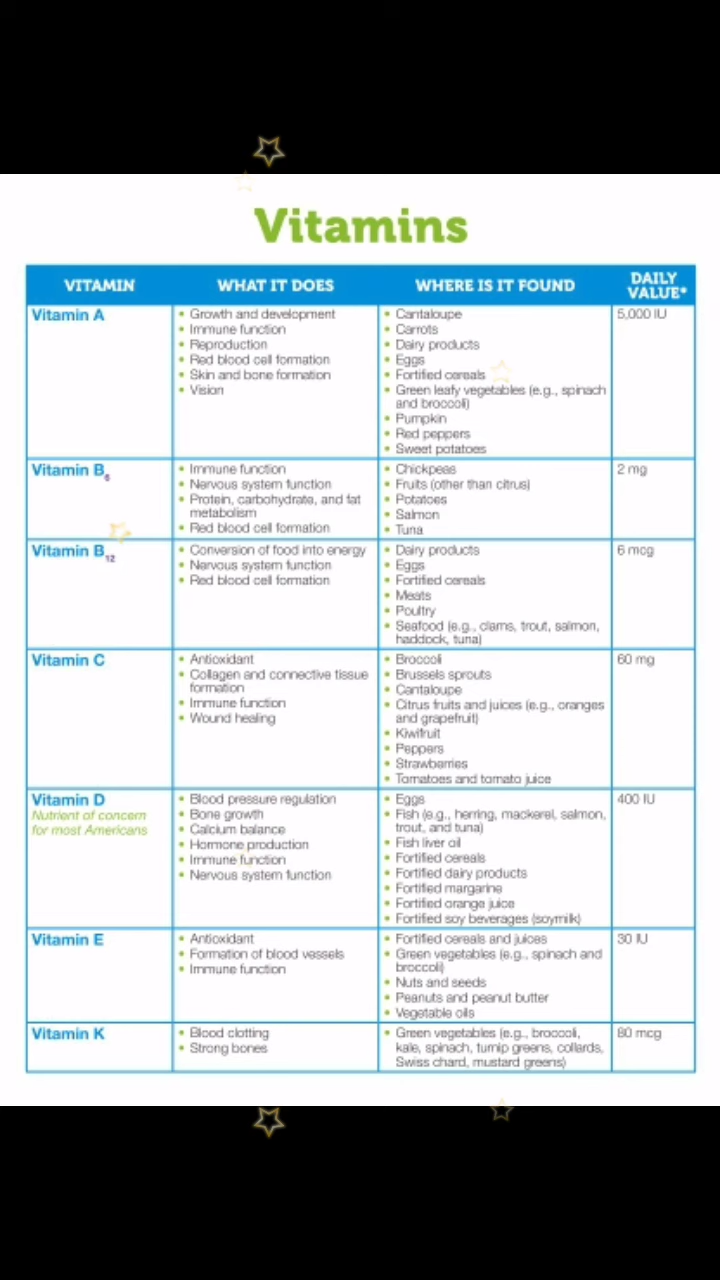 Vitamins
VITAMIN WHAT IT DOES WHERE IS IT FOUND DAILY VALUE*
Vitamin A
• Growth and development
• Immune function
• Reproduction
• Red blood cell formation
• Skin and bone formation
• Vision
• Cantaloupe
• Carrots
• Dairy products
• Eggs
• Fortified cereals
• Green leafy vegetables (e.g., spinach
and broccoli)
• Pumpkin
• Red peppers
• Sweet potatoes
5,000 IU
Vitamin B6
• Immune function
• Nervous system function
• Protein, carbohydrate, and fat
metabolism
• Red blood cell formation
• Chickpeas
• Fruits (other than citrus)
• Potatoes
• Salmon
• Tuna
2 mg
Vitamin B12
• Conversion of food into energy
• Nervous system function
• Red blood cell formation
• Dairy products
• Eggs
• Fortified cereals
• Meats
• Poultry
• Seafood (e.g., clams, trout, salmon,
haddock, tuna)
6 mcg
Vitamin C
• Antioxidant
• Collagen and connective tissue
formation
• Immune function
• Wound healing
• Broccoli
• Brussels sprouts
• Cantaloupe
• Citrus fruits and juices (e.g., oranges
and grapefruit)
• Kiwifruit
• Peppers
• Strawberries
• Tomatoes and tomato juice
60 mg
Vitamin D
Nutrient of concern
for most Americans
• Blood pressure regulation
• Bone growth
• Calcium balance
• Hormone production
• Immune function
• Nervous system function
• Eggs
• Fish (e.g., herring, mackerel, salmon,
trout, and tuna)
• Fish liver oil
• Fortified cereals
• Fortified dairy products
• Fortified margarine
• Fortified orange juice
• Fortified soy beverages (soymilk)
400 IU
Vitamin E
• Antioxidant
• Formation of blood vessels
• Immune function
• Fortified cereals and juices
• Green vegetables (e.g., spinach and
broccoli)
• Nuts and seeds
• Peanuts and peanut butter
• Vegetable oils
30 IU
Vitamin K
• Blood clotting
• Strong bones
• Green vegetables (e.g., broccoli,
kale, spinach, turnip greens, collards,
Swiss chard, mustard greens)
80 mcg